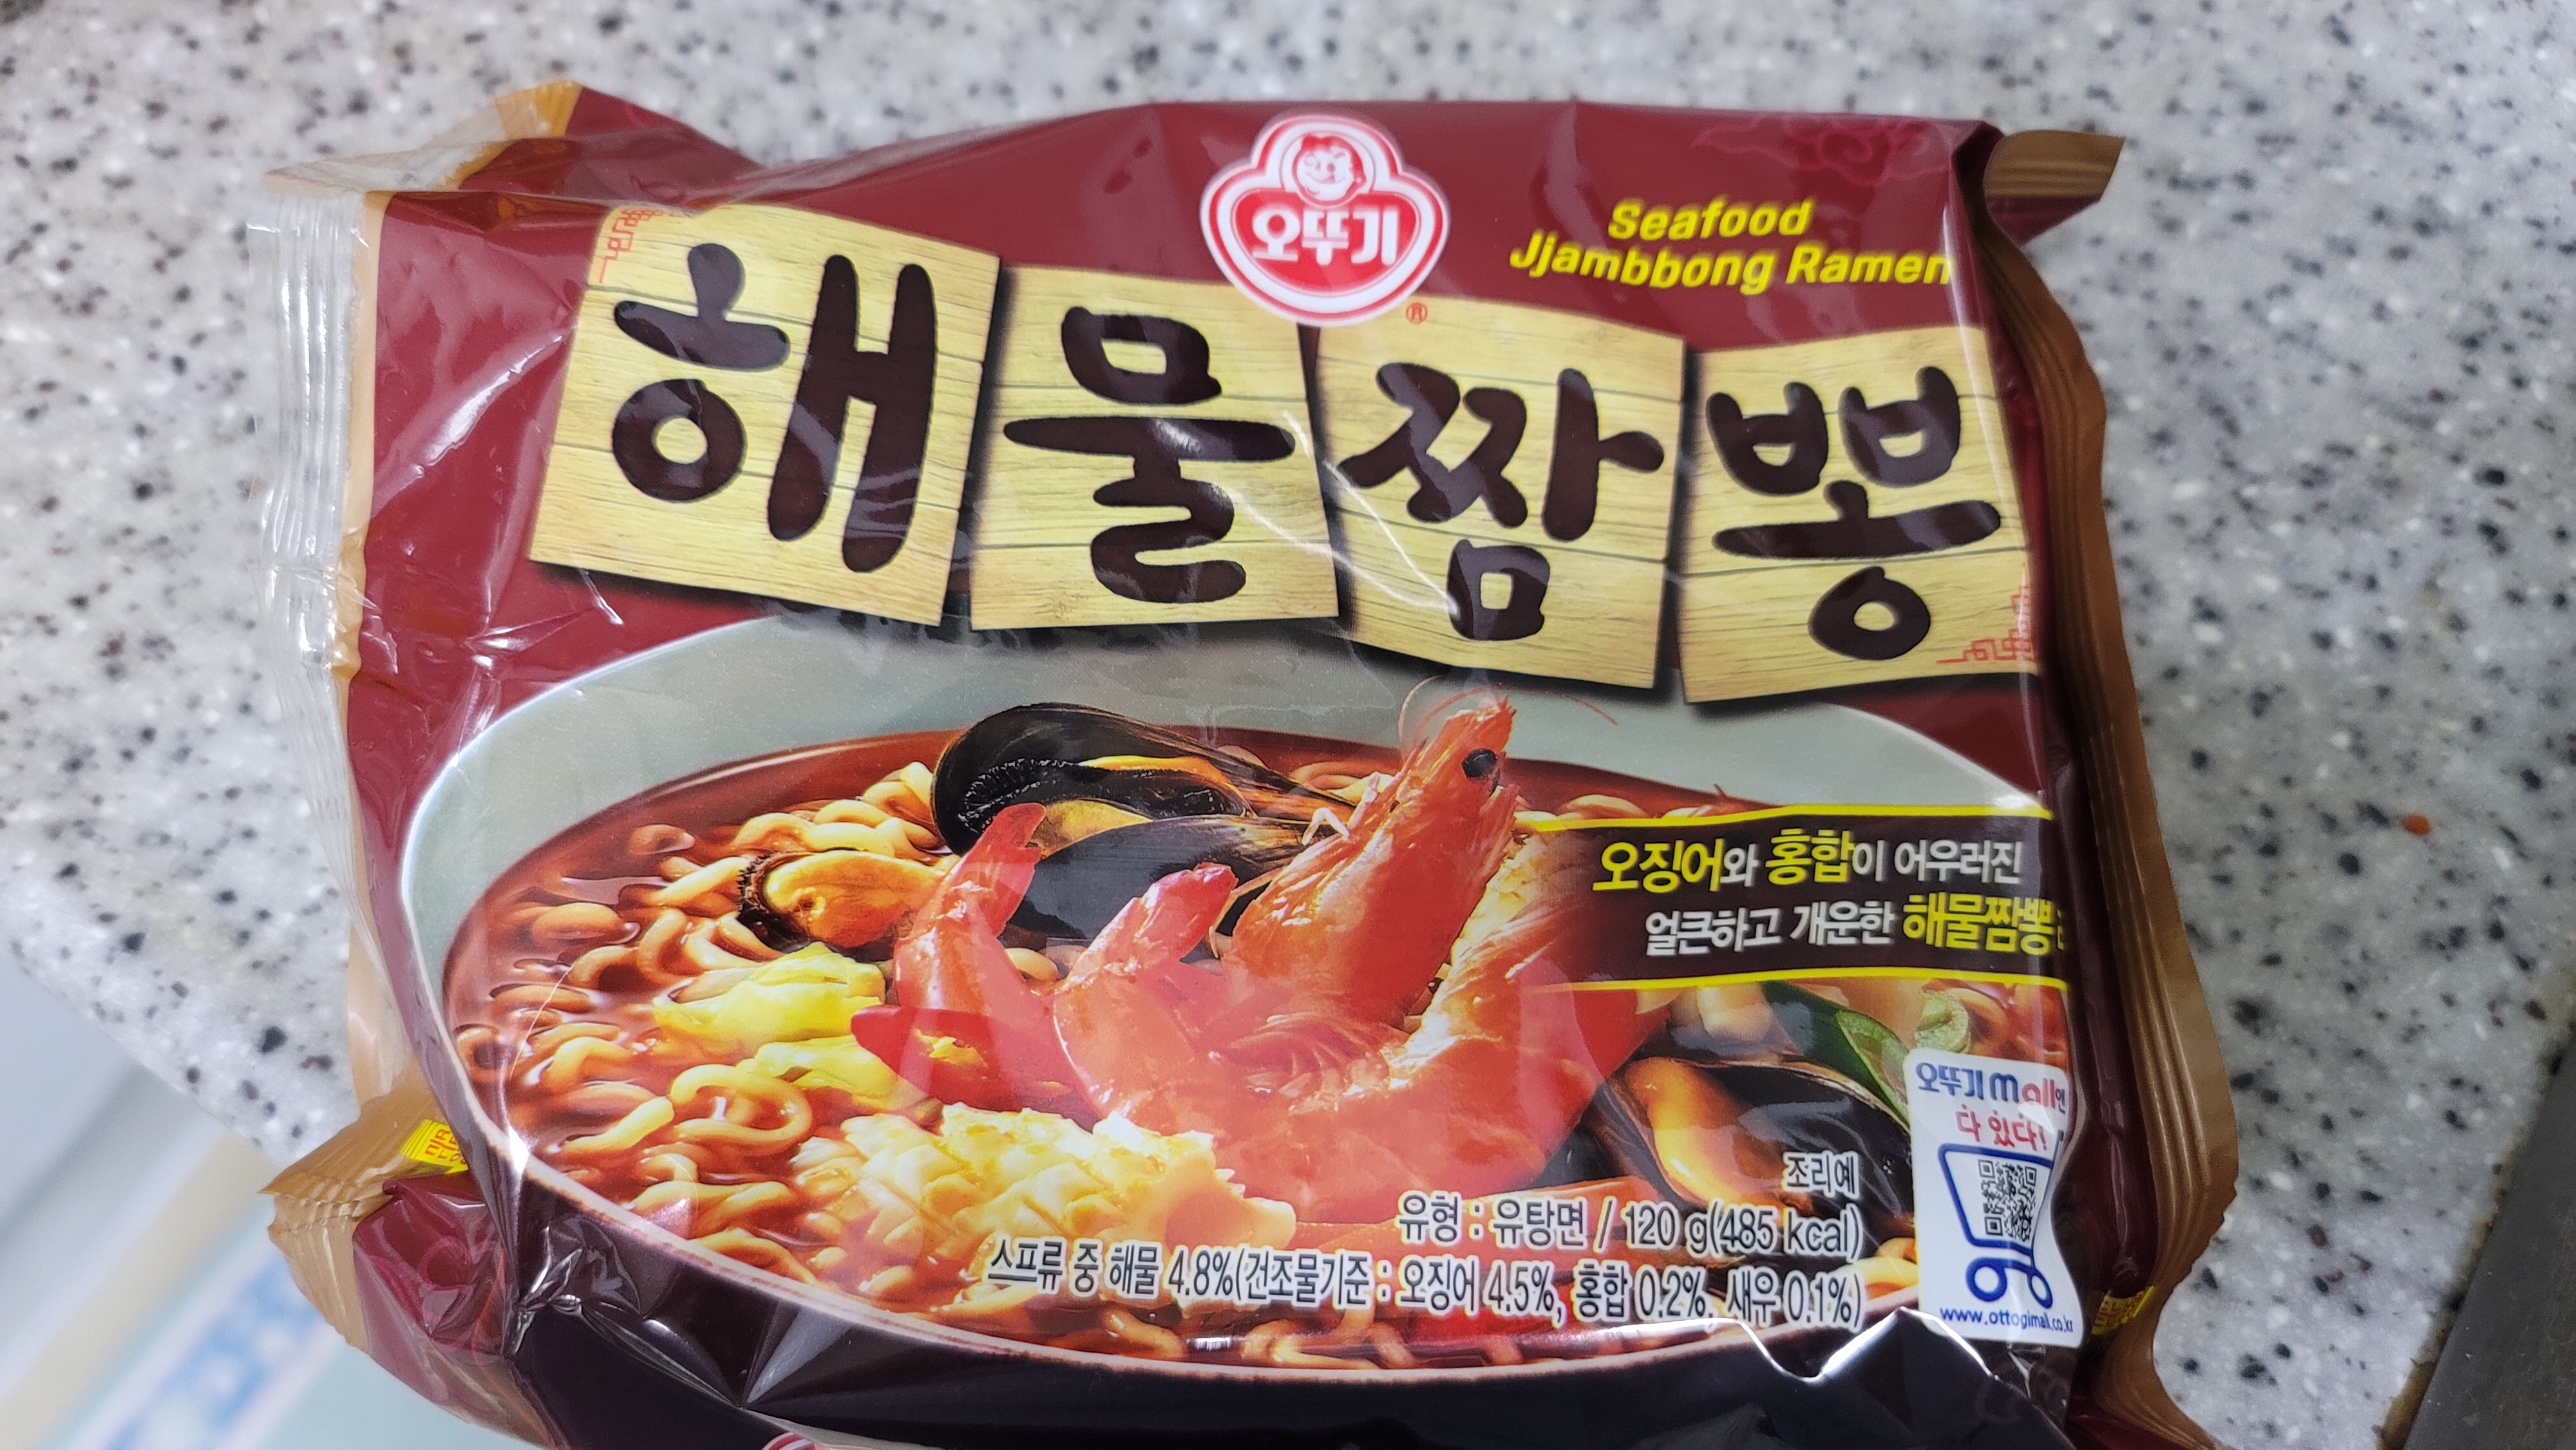 오뚜기
®
Seafood
Jjambbong Ramen
해물짬뽕
오징어와 홍합이 어우러진
얼큰하고 개운한 해물짬뽕
오뚜기 mall엔
다 있다!
www.ottogimall.co.kr
조리예
유형 : 유탕면 / 120 g(485 kcal)
스프류 중 해물 4.8%(건조물기준 : 오징어 4.5%, 홍합 0.2%, 새우 0.1%)